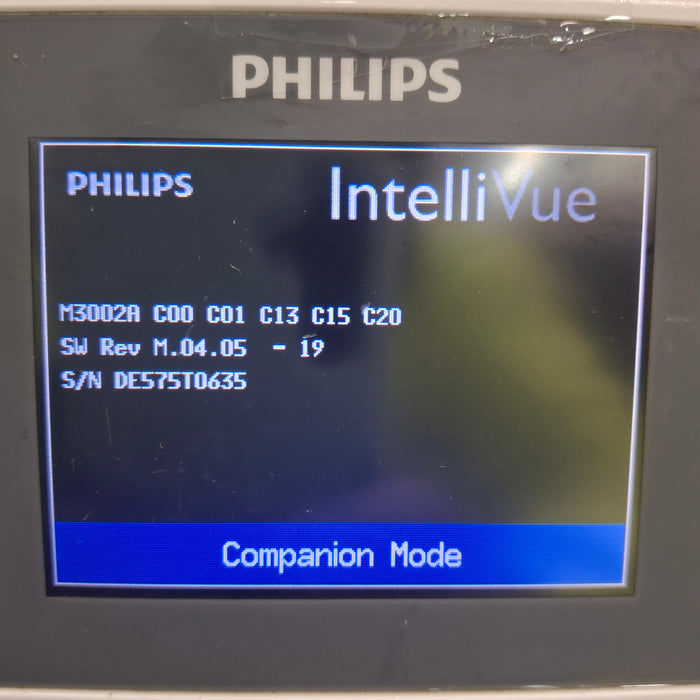 PHILIPS
PHILIPS IntelliVue
M3002A C00 C01 C13 C15 C20
SW Rev M.04.05 - 19
S/N DE575T0635
Companion Mode